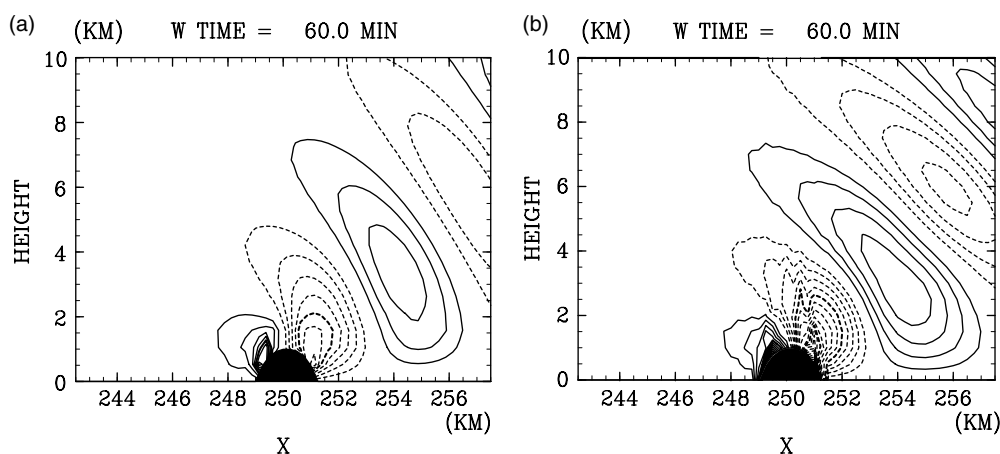 (a) (KM) W TIME = 60.0 MIN
10
8
6
4
2
0
HEIGHT
244 246 248 250 252 254 256
(KM)
X
(b) (KM) W TIME = 60.0 MIN
10
8
6
4
2
0
HEIGHT
244 246 248 250 252 254 256
(KM)
X